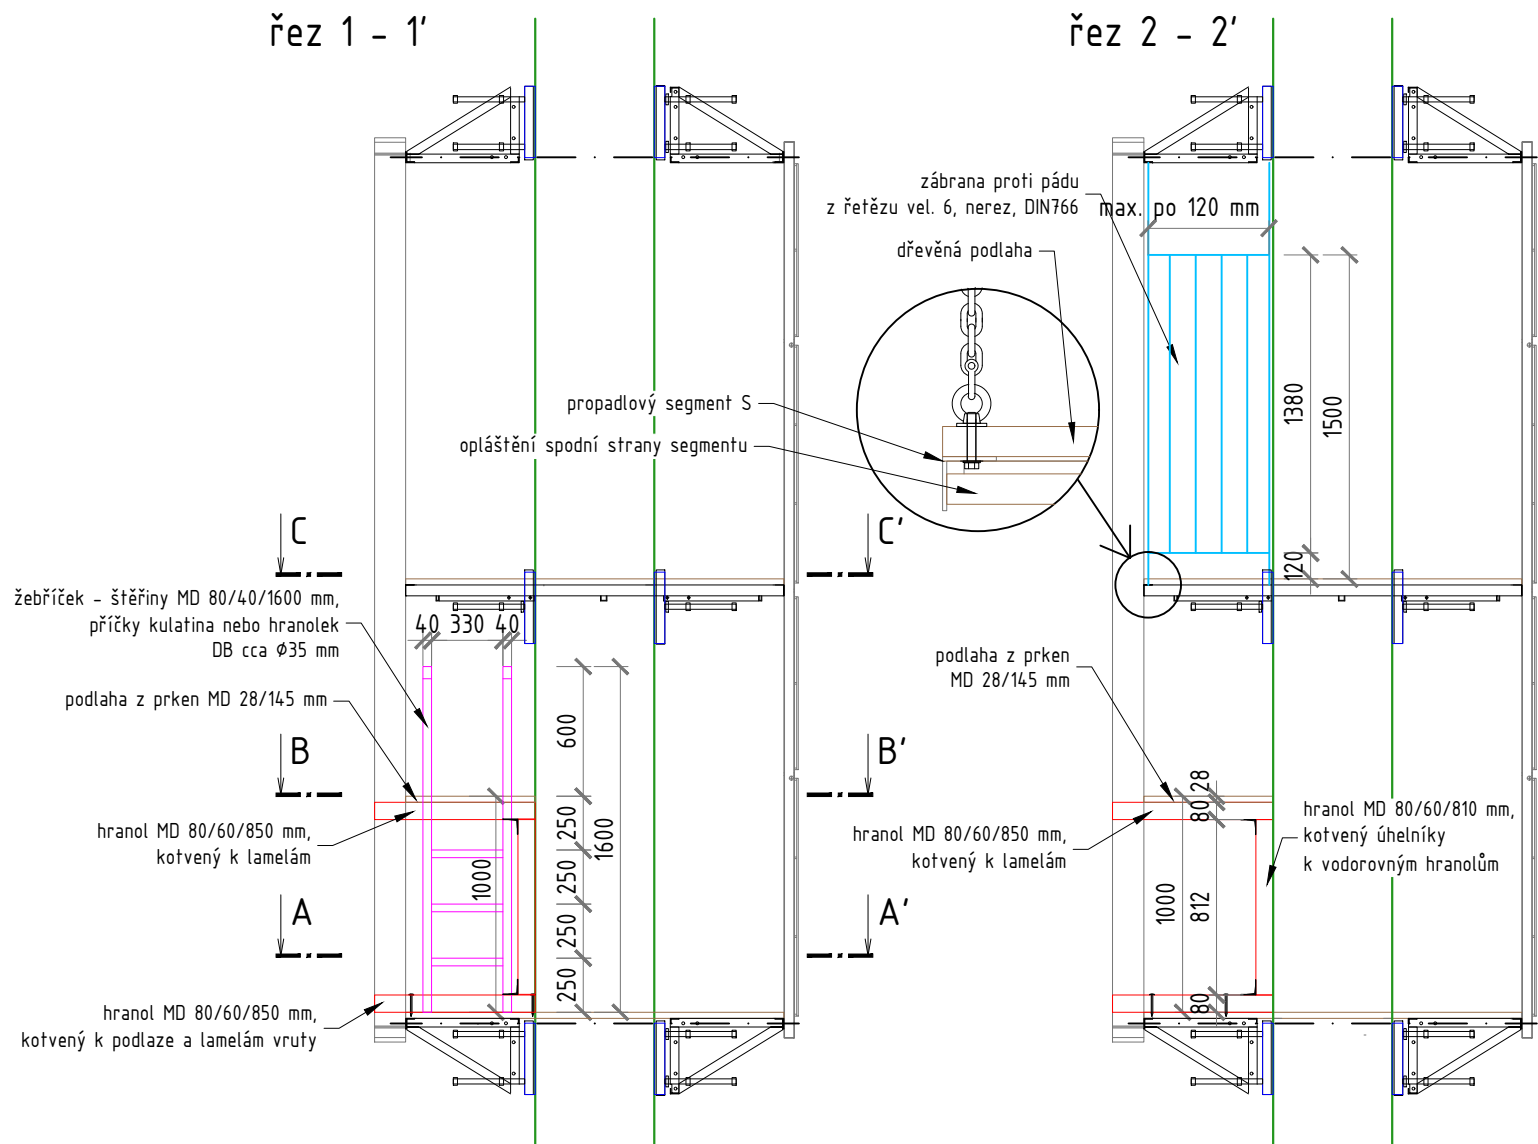 řez 1 - 1'
řez 2 - 2'
zábrana proti pádu
z řetězu vel. 6, nerez, DIN766
max. po 120 mm
dřevěná podlaha
propadlový segment S
opláštění spodní strany segmentu
1380
1500
120
C
C'
žebříček - štěřiny MD 80/40/1600 mm,
příčky kulatina nebo hranolek
DB cca Ø35 mm
40 330 40
podlaha z prken MD 28/145 mm
600
1600
B
B'
hranol MD 80/60/850 mm,
kotvený k lamelám
250
250
250
250
1000
A
A'
hranol MD 80/60/850 mm,
kotvený k podlaze a lamelám vruty
podlaha z prken
MD 28/145 mm
28
80
hranol MD 80/60/850 mm,
kotvený k lamelám
1000
812
80
hranol MD 80/60/810 mm,
kotvený úhelníky
k vodorovným hranolům